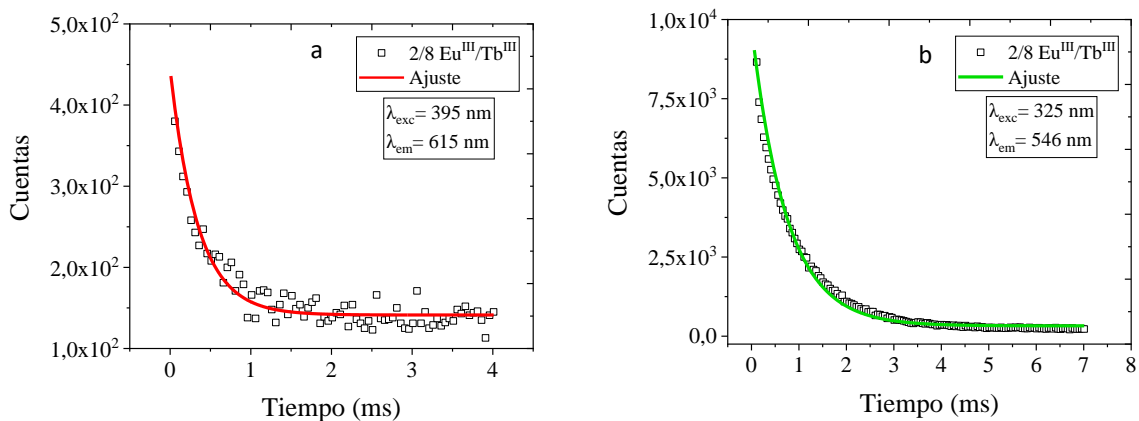 a
2/8 Eu^III/Tb^III
Ajuste
λexc= 395 nm
λem= 615 nm
5,0x10²
4,0x10²
3,0x10²
2,0x10²
1,0x10²
Cuentas
0 1 2 3 4
Tiempo (ms)
b
2/8 Eu^III/Tb^III
Ajuste
λexc= 325 nm
λem= 546 nm
1,0x10⁴
7,5x10³
5,0x10³
2,5x10³
0,0
Cuentas
0 1 2 3 4 5 6 7 8
Tiempo (ms)